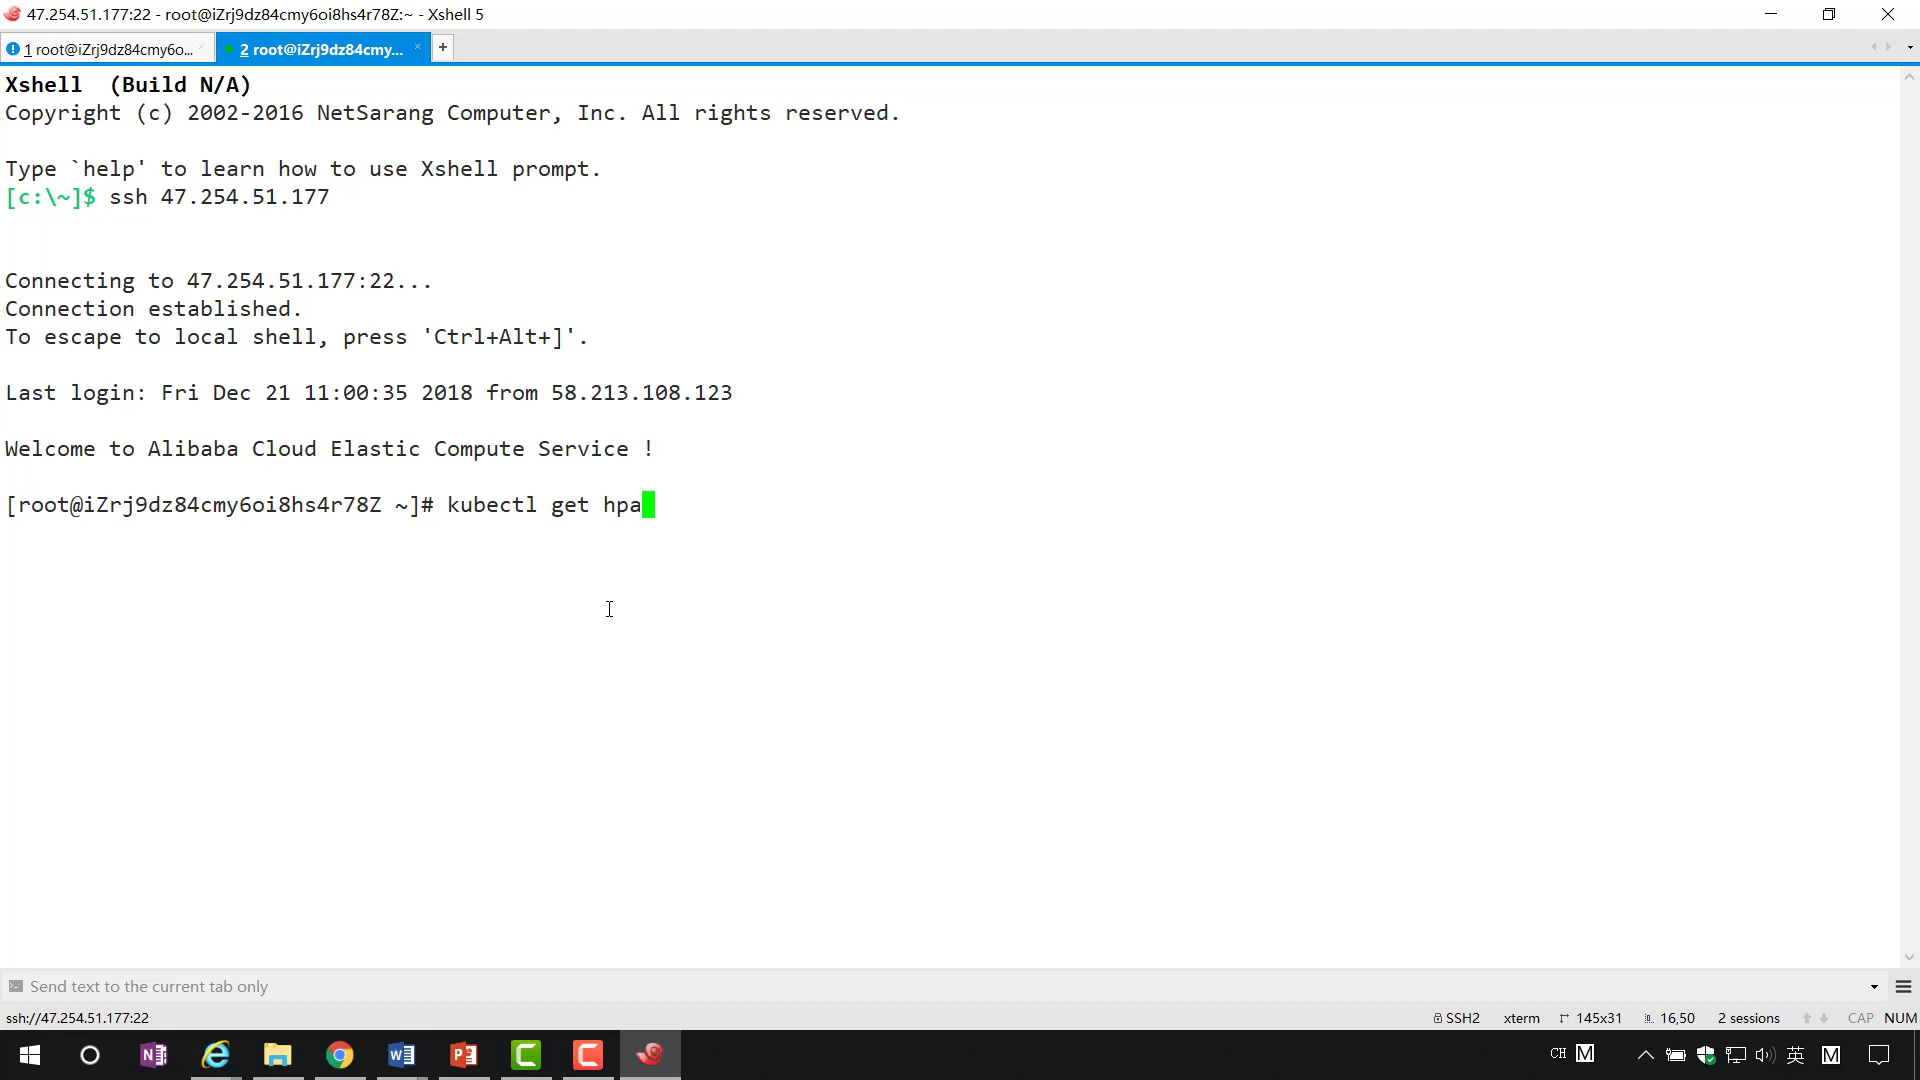 47.254.51.177:22 - root@iZrj9dz84cmy6oi8hs4r78Z:~ - Xshell 5
1 root@iZrj9dz84cmy6o...
2 root@iZrj9dz84cmy...
Xshell (Build N/A)
Copyright (c) 2002-2016 NetSarang Computer, Inc. All rights reserved.
Type `help' to learn how to use Xshell prompt.
[c:\~]$ ssh 47.254.51.177
Connecting to 47.254.51.177:22...
Connection established.
To escape to local shell, press 'Ctrl+Alt+]'.
Last login: Fri Dec 21 11:00:35 2018 from 58.213.108.123
Welcome to Alibaba Cloud Elastic Compute Service !
[root@iZrj9dz84cmy6oi8hs4r78Z ~]# kubectl get hpa
Send text to the current tab only
ssh://47.254.51.177:22 SSH2 xterm 145x31 16,50 2 sessions CAP NUM
CH M 英 M